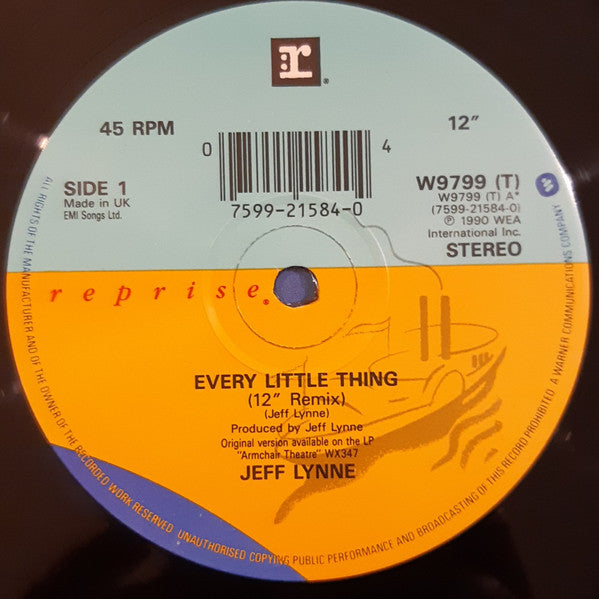 r
45 RPM
12"
0 4
7599-21584-0
SIDE 1
Made in UK
EMI Songs Ltd.
W9799 (T)
W9799 (T) A*
(7599-21584-0)
℗ 1990 WEA
International Inc.
STEREO
reprise
EVERY LITTLE THING
(12" Remix)
(Jeff Lynne)
Produced by Jeff Lynne
Original version available on the LP
"Armchair Theatre" WX347
JEFF LYNNE
ALL RIGHTS OF THE MANUFACTURER AND OF THE OWNER OF THE RECORDED WORK RESERVED UNAUTHORISED COPYING PUBLIC PERFORMANCE AND BROADCASTING OF THIS RECORD PROHIBITED. A WARNER COMMUNICATIONS COMPANY